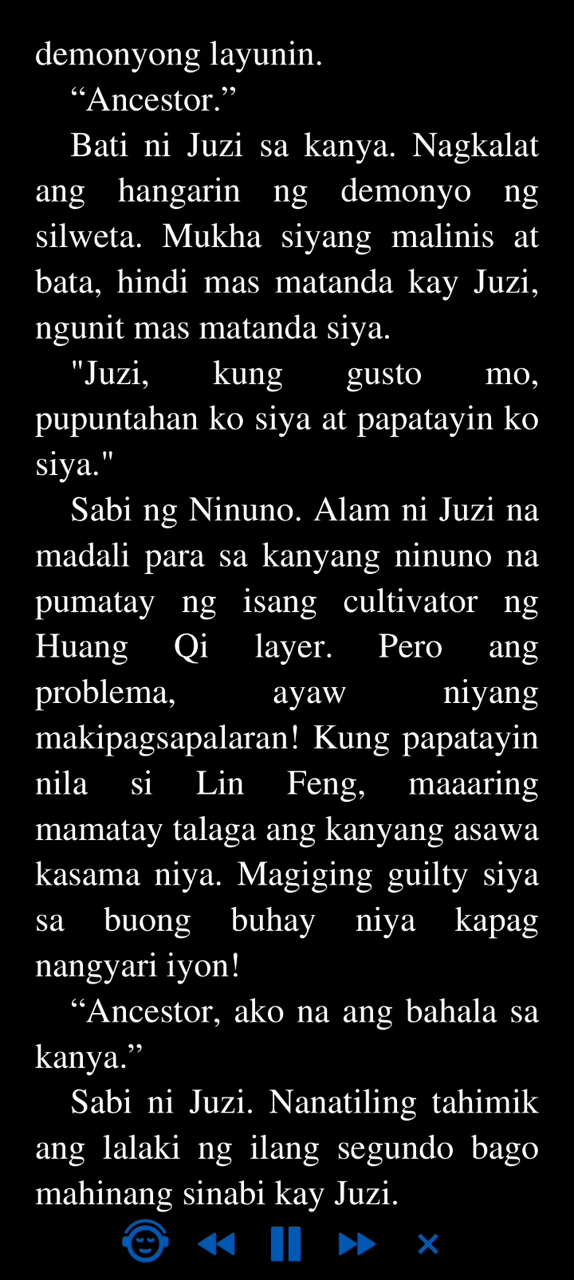 demonyong layunin.
“Ancestor.”
Bati ni Juzi sa kanya. Nagkalat
ang hangarin ng demonyo ng
silweta. Mukha siyang malinis at
bata, hindi mas matanda kay Juzi,
ngunit mas matanda siya.
"Juzi, kung gusto mo,
pupuntahan ko siya at papatayin ko
siya."
Sabi ng Ninuno. Alam ni Juzi na
madali para sa kanyang ninuno na
pumatay ng isang cultivator ng
Huang Qi layer. Pero ang
problema, ayaw niyang
makipagsapalaran! Kung papatayin
nila si Lin Feng, maaaring
mamatay talaga ang kanyang asawa
kasama niya. Magiging guilty siya
sa buong buhay niya kapag
nangyari iyon!
“Ancestor, ako na ang bahala sa
kanya.”
Sabi ni Juzi. Nanatiling tahimik
ang lalaki ng ilang segundo bago
mahinang sinabi kay Juzi.